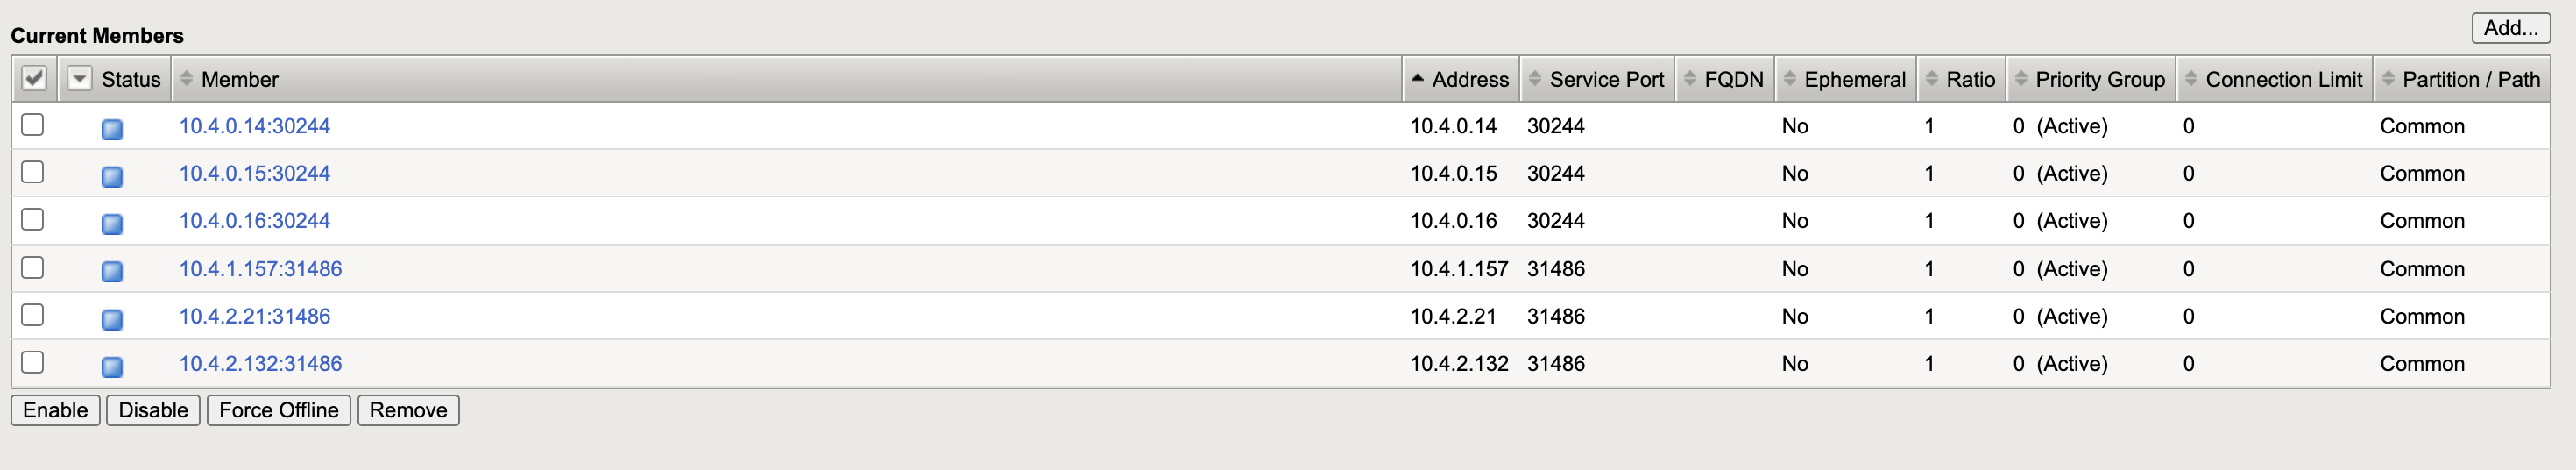 Current Members
Add...
Status Member Address Service Port FQDN Ephemeral Ratio Priority Group Connection Limit Partition / Path
10.4.0.14:30244 10.4.0.14 30244 No 1 0 (Active) 0 Common
10.4.0.15:30244 10.4.0.15 30244 No 1 0 (Active) 0 Common
10.4.0.16:30244 10.4.0.16 30244 No 1 0 (Active) 0 Common
10.4.1.157:31486 10.4.1.157 31486 No 1 0 (Active) 0 Common
10.4.2.21:31486 10.4.2.21 31486 No 1 0 (Active) 0 Common
10.4.2.132:31486 10.4.2.132 31486 No 1 0 (Active) 0 Common
Enable Disable Force Offline Remove